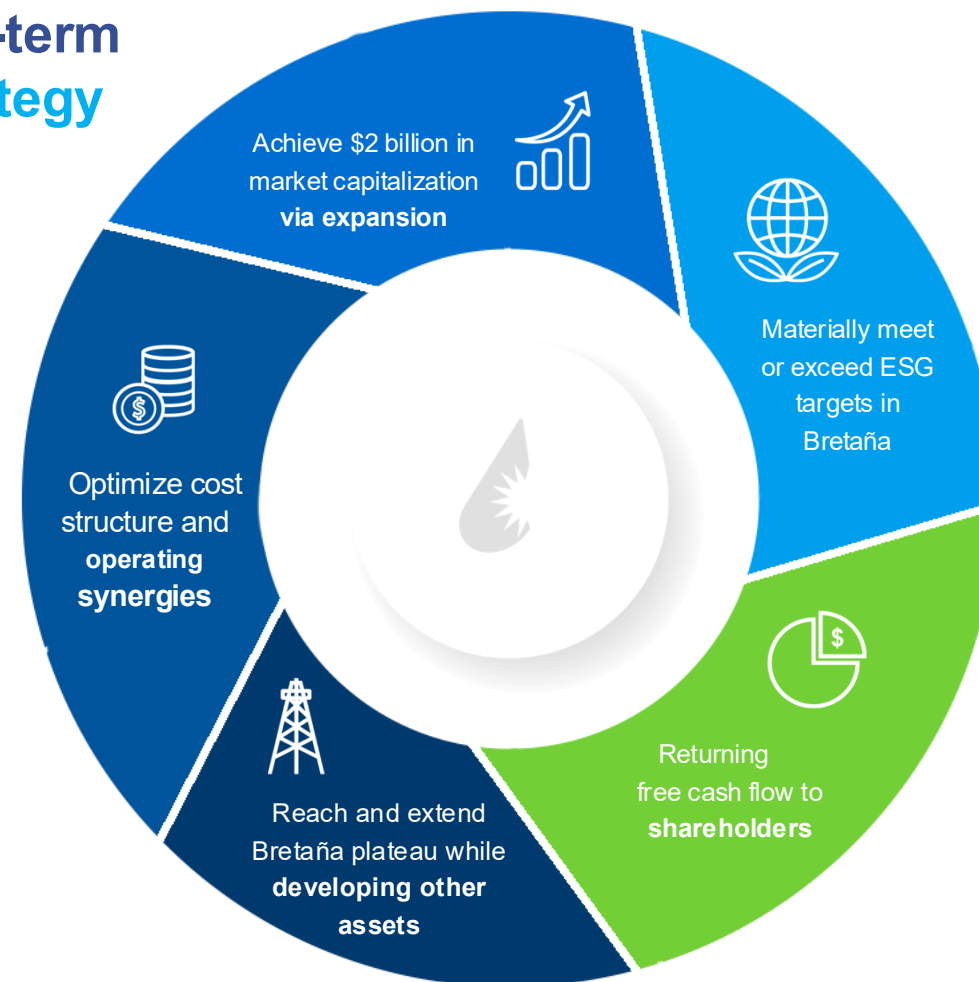 -term
tegy
Achieve $2 billion in
market capitalization
via expansion
Materially meet
or exceed ESG
targets in
Bretaña
$
Returning
free cash flow to
shareholders
Reach and extend
Bretaña plateau while
developing other
assets
$
Optimize cost
structure and
operating
synergies